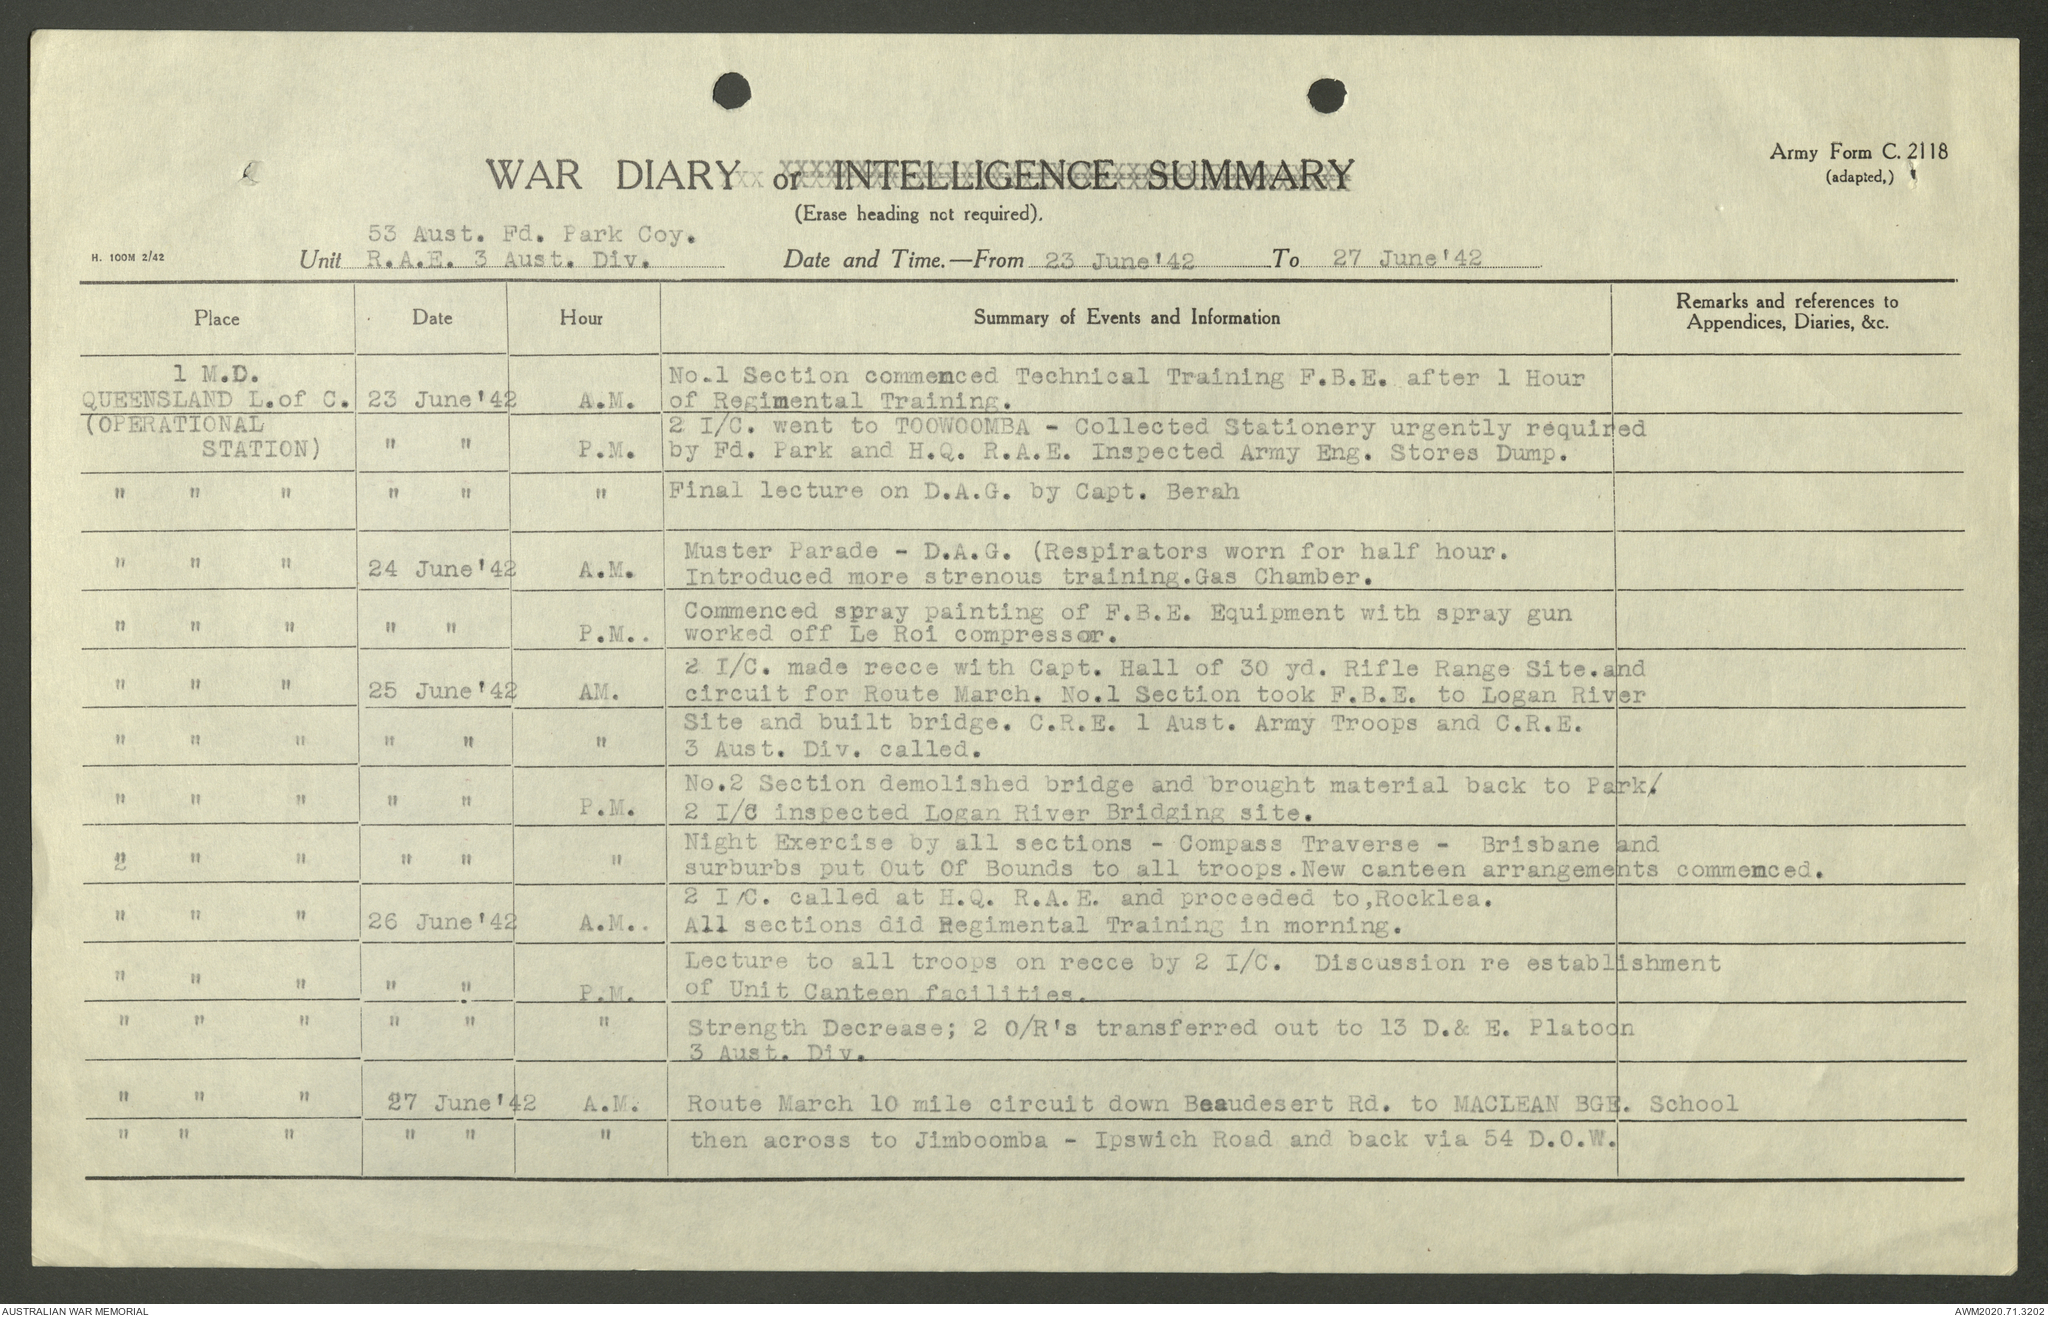 Army Form C. 2118
(adapted,)
WAR DIARY or INTELLIGENCE SUMMARY
(Erase heading not required).
53 Aust. Fd. Park Coy.
H. 100M 2/42 Unit R.A.E. 3 Aust. Div. Date and Time.—From 23 June'42 To 27 June'42
Place Date Hour Summary of Events and Information Remarks and references to
Appendices, Diaries, &c.
1 M.D. No.1 Section commenced Technical Training F.B.E. after 1 Hour
QUEENSLAND L.of C. 23 June'42 A.M. of Regimental Training.
(OPERATIONAL 2 I/C. went to TOOWOOMBA - Collected Stationery urgently required
STATION) " " P.M. by Fd. Park and H.Q. R.A.E. Inspected Army Eng. Stores Dump.
" " " " " " Final lecture on D.A.G. by Capt. Berah
Muster Parade - D.A.G. (Respirators worn for half hour.
" " " 24 June'42 A.M. Introduced more strenous training.Gas Chamber.
Commenced spray painting of F.B.E. Equipment with spray gun
" " " " " P.M.. worked off Le Roi compressor.
2 I/C. made recce with Capt. Hall of 30 yd. Rifle Range Site.and
" " " 25 June'42 AM. circuit for Route March. No.1 Section took F.B.E. to Logan River
Site and built bridge. C.R.E. 1 Aust. Army Troops and C.R.E.
" " " " " " 3 Aust. Div. called.
No.2 Section demolished bridge and brought material back to Park/
" " " " " P.M. 2 I/C inspected Logan River Bridging site.
Night Exercise by all sections - Compass Traverse - Brisbane and
" " " " " " surburbs put Out Of Bounds to all troops.New canteen arrangements commenced.
2 I/C. called at H.Q. R.A.E. and proceeded to,Rocklea.
" " " 26 June'42 A.M.. All sections did Regimental Training in morning.
Lecture to all troops on recce by 2 I/C. Discussion re establishment
" " " " " P.M. of Unit Canteen facilities.
" " " " " " Strength Decrease; 2 O/R's transferred out to 13 D.& E. Platoon
3 Aust. Div.
" " " 27 June'42 A.M. Route March 10 mile circuit down Beaudesert Rd. to MACLEAN BGE. School
" " " " " " then across to Jimboomba - Ipswich Road and back via 54 D.O.W.
AUSTRALIAN WAR MEMORIAL AWM2020.71.3202